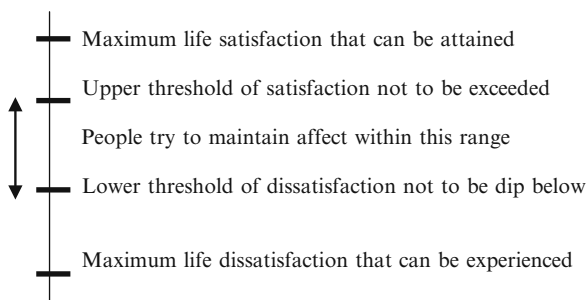 Maximum life satisfaction that can be attained
Upper threshold of satisfaction not to be exceeded
People try to maintain affect within this range
Lower threshold of dissatisfaction not to be dip below
Maximum life dissatisfaction that can be experienced